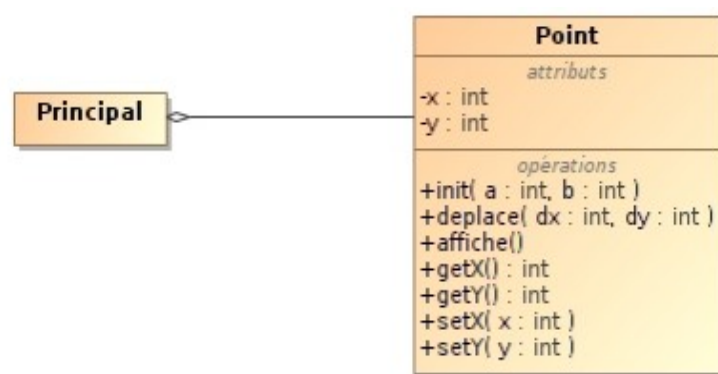 Principal
Point
attributs
-x : int
-y : int
opérations
+init( a : int, b : int )
+deplace( dx : int, dy : int )
+affiche()
+getX() : int
+getY() : int
+setX( x : int )
+setY( y : int )